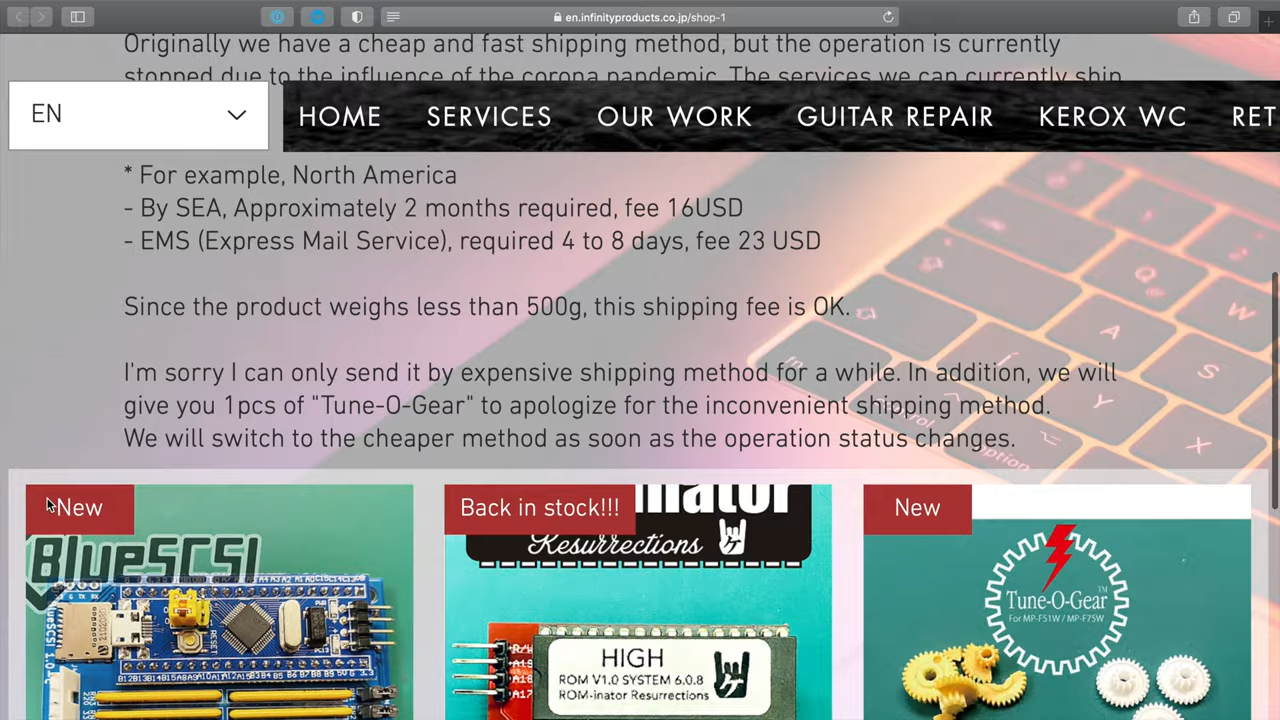 en.infinityproducts.co.jp/shop-1
Originally we have a cheap and fast shipping method, but the operation is currently
stopped due to the influence of the corona pandemic. The services we can currently ship
EN
HOME
SERVICES
OUR WORK
GUITAR REPAIR
KEROX WC
RET
* For example, North America
- By SEA, Approximately 2 months required, fee 16USD
- EMS (Express Mail Service), required 4 to 8 days, fee 23 USD
Since the product weighs less than 500g, this shipping fee is OK.
I'm sorry I can only send it by expensive shipping method for a while. In addition, we will
give you 1pcs of "Tune-O-Gear" to apologize for the inconvenient shipping method.
We will switch to the cheaper method as soon as the operation status changes.
New
Back in stock!!!
New
BlueSCSI
inator
Resurrections
Tune-O-Gear™
For MP-F51W / MP-F75W
HIGH
ROM V1.0 SYSTEM 6.0.8
ROM-inator Resurrections
R/W
A19
A18
A17